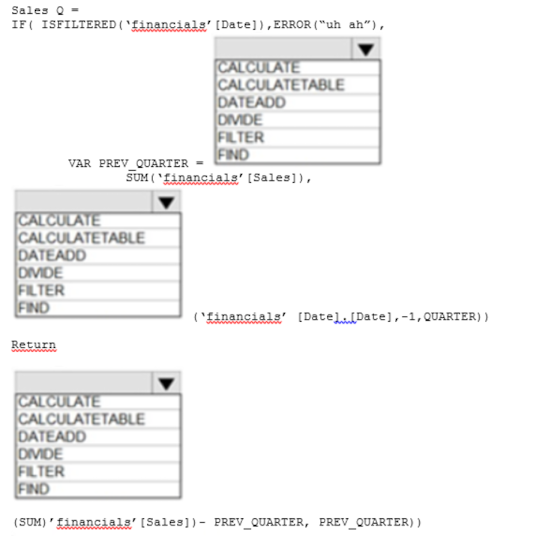 Sales Q =
IF( ISFILTERED(‘financials’[Date]),ERROR(“uh ah”),
CALCULATE
CALCULATETABLE
DATEADD
DIVIDE
FILTER
FIND
VAR PREV_QUARTER =
SUM(‘financials’[Sales]),
CALCULATE
CALCULATETABLE
DATEADD
DIVIDE
FILTER
FIND
(‘financials’ [Date].[Date],-1,QUARTER))
Return
CALCULATE
CALCULATETABLE
DATEADD
DIVIDE
FILTER
FIND
(SUM)’financials’[Sales])- PREV_QUARTER, PREV_QUARTER))